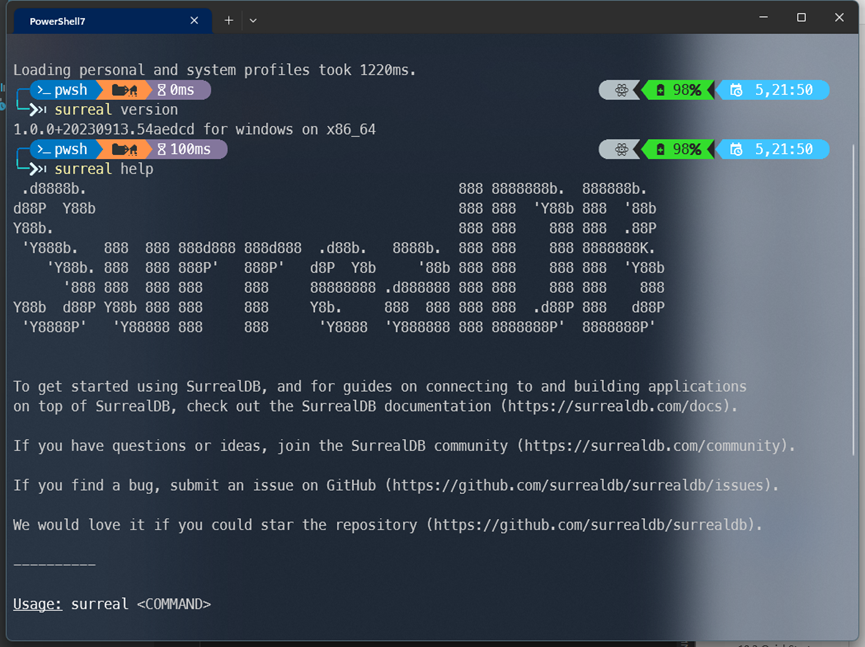 PowerShell7
Loading personal and system profiles took 1220ms.
>_ pwsh 0ms 98% 5,21:50
surreal version
1.0.0+20230913.54aedcd for windows on x86_64
>_ pwsh 100ms 98% 5,21:50
surreal help
 .d8888b.                                             888 8888888b.  888888b.
d88P  Y88b                                            888 888  'Y88b 888  '88b
Y88b.                                                 888 888    888 888  .88P
 'Y888b.   888  888 888d888 888d888  .d88b.   8888b.  888 888    888 8888888K.
    'Y88b. 888  888 888P'   888P'   d8P  Y8b     '88b 888 888    888 888  'Y88b
      '888 888  888 888     888     88888888 .d888888 888 888    888 888    888
Y88b  d88P Y88b 888 888     888     Y8b.     888  888 888 888  .d88P 888   d88P
 'Y8888P'   'Y88888 888     888      'Y8888  'Y888888 888 8888888P'  8888888P'
To get started using SurrealDB, and for guides on connecting to and building applications
on top of SurrealDB, check out the SurrealDB documentation (https://surrealdb.com/docs).
If you have questions or ideas, join the SurrealDB community (https://surrealdb.com/community).
If you find a bug, submit an issue on GitHub (https://github.com/surrealdb/surrealdb/issues).
We would love it if you could star the repository (https://github.com/surrealdb/surrealdb).
----------
Usage: surreal <COMMAND>